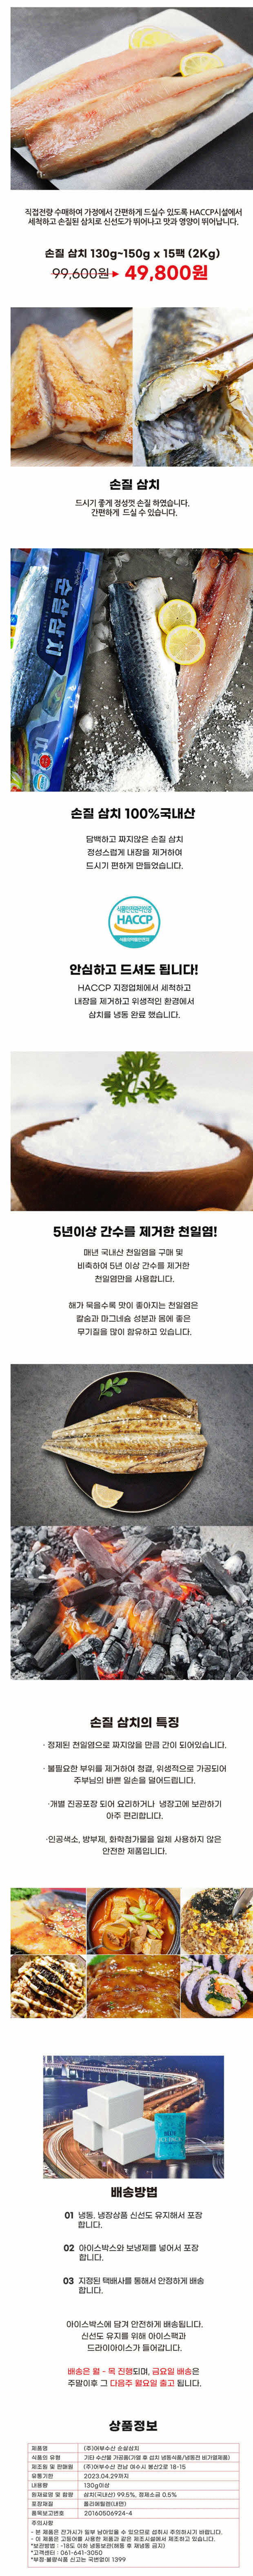 직접전량 수매하여 가정에서 간편하게 드실수 있도록 HACCP시설에서
세척하고 손질된 삼치로 신선도가 뛰어나고 맛과 영양이 뛰어납니다.
손질 삼치 130g~150g x 15팩 (2Kg)
99,600원▶ 49,800원
손질 삼치
드시기 좋게 정성껏 손질 하였습니다.
간편하게 드실 수 있습니다.
순살삼치
손질 삼치 100%국내산
담백하고 짜지않은 손질 삼치
정성스럽게 내장을 제거하여
드시기 편하게 만들었습니다.
식품안전관리인증
HACCP
식품의약품안전처
안심하고 드셔도 됩니다!
HACCP 지정업체에서 세척하고
내장을 제거하고 위생적인 환경에서
삼치를 냉동 완료 했습니다.
5년이상 간수를 제거한 천일염!
매년 국내산 천일염을 구매 및
비축하여 5년 이상 간수를 제거한
천일염만을 사용합니다.
해가 묵을수록 맛이 좋아지는 천일염은
칼슘과 마그네슘 성분과 몸에 좋은
무기질을 많이 함유하고 있습니다.
손질 삼치의 특징
· 정제된 천일염으로 짜지않을 만큼 간이 되어있습니다.
· 불필요한 부위를 제거하여 청결, 위생적으로 가공되어
주부님의 바쁜 일손을 덜어드립니다.
·개별 진공포장 되어 요리하거나 냉장고에 보관하기
아주 편리합니다.
·인공색소, 방부제, 화학첨가물을 일체 사용하지 않은
안전한 제품입니다.
배송방법
01 냉동. 냉장상품 신선도 유지해서 포장
합니다.
02 아이스박스와 보냉제를 넣어서 포장
합니다.
03 지정된 택배사를 통해서 안정하게 배송
합니다.
아이스박스에 담겨 안전하게 배송됩니다.
신선도 유지를 위해 아이스팩과
드라이아이스가 들어갑니다.
배송은 월 - 목 진행되며, 금요일 배송은
주말이후 그 다음주 월요일 출고 됩니다.
상품정보
제품명 (주)어부수산 순살삼치
식품의 유형 기타 수산물 가공품(가열 후 섭취 냉동식품/냉동전 비가열제품)
제조원 및 판매원 (주)어부수산 전남 여수시 봉산2로 18-15
유통기한 2023.04.29까지
내용량 130g이상
원재료명 및 함량 삼치(국내산) 99.5%, 정제소금 0.5%
포장재질 폴리에틸렌(내면)
품목보고번호 20160506924-4
주의사항
- 본 제품은 잔가시가 일부 남아있을 수 있으므로 섭취시 주의하시기 바랍니다.
- 이 제품은 고등어를 사용한 제품과 같은 제조시설에서 제조하고 있습니다.
*보관방법 : -18도 이하 냉동보관(해동 후 재냉동 금지)
*고객센터 : 061-641-3050
*부정·불량식품 신고는 국번없이 1399